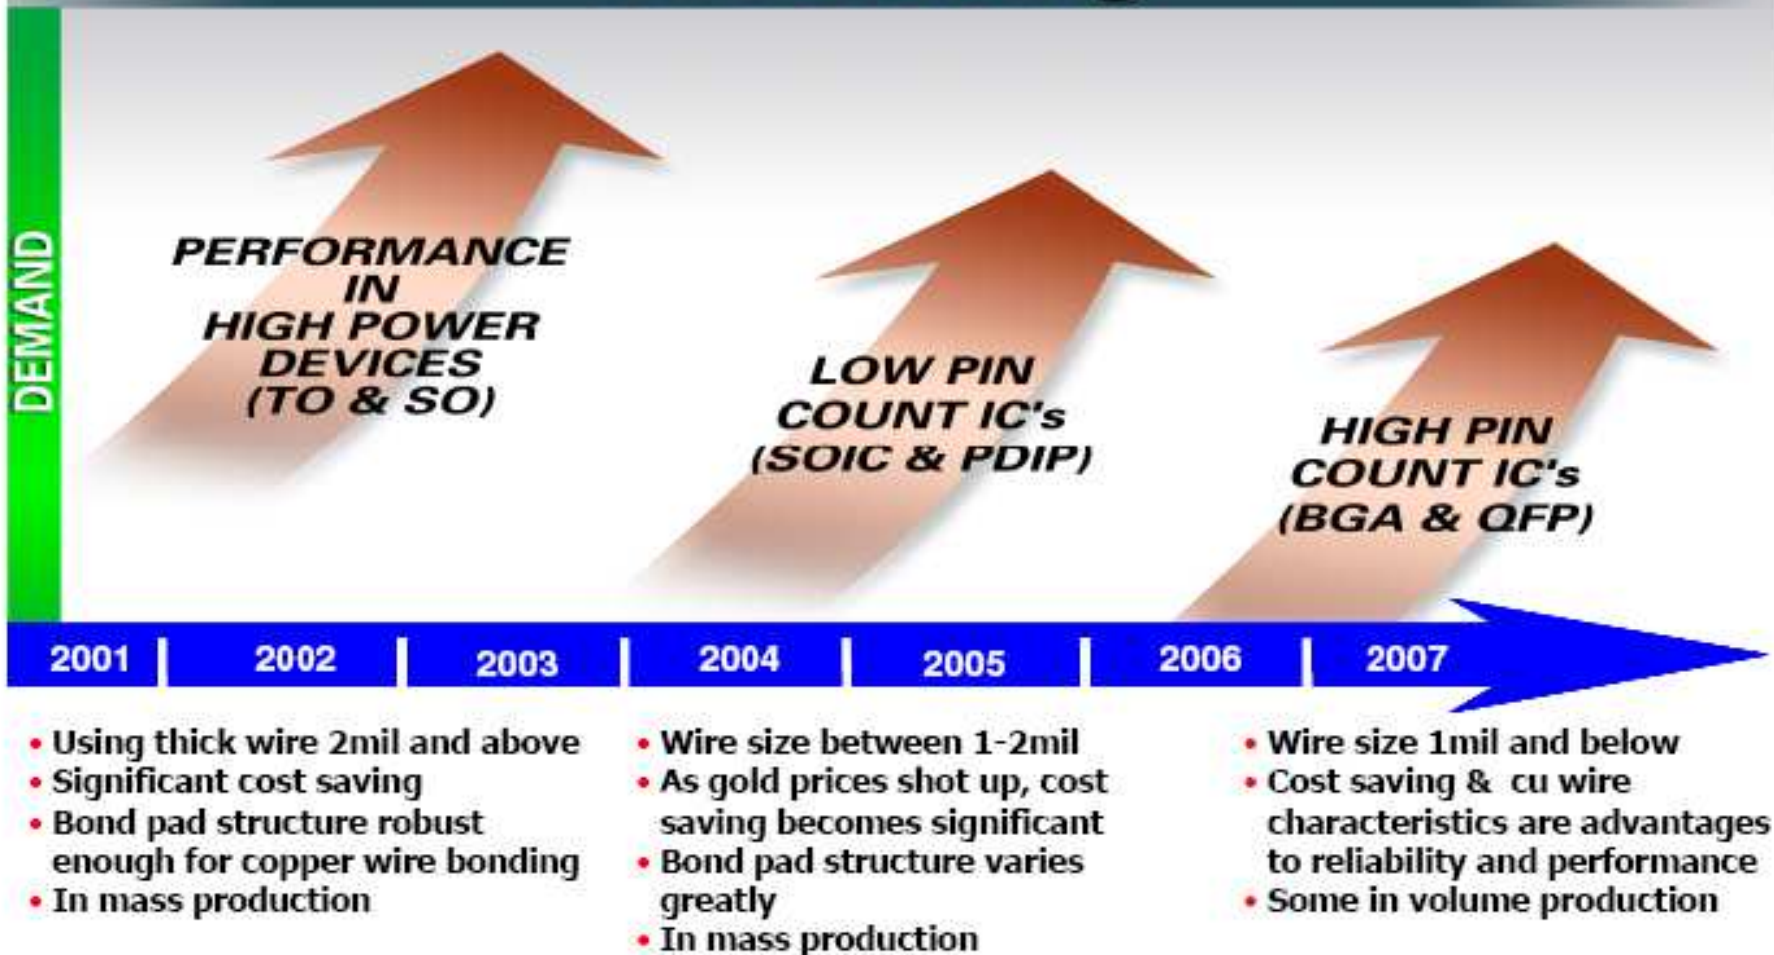 DEMAND
PERFORMANCE
IN
HIGH POWER
DEVICES
(TO & SO)
LOW PIN
COUNT IC's
(SOIC & PDIP)
HIGH PIN
COUNT IC's
(BGA & QFP)
2001 2002 2003 2004 2005 2006 2007
• Using thick wire 2mil and above
• Significant cost saving
• Bond pad structure robust
enough for copper wire bonding
• In mass production
• Wire size between 1-2mil
• As gold prices shot up, cost
saving becomes significant
• Bond pad structure varies
greatly
• In mass production
• Wire size 1mil and below
• Cost saving & cu wire
characteristics are advantages
to reliability and performance
• Some in volume production